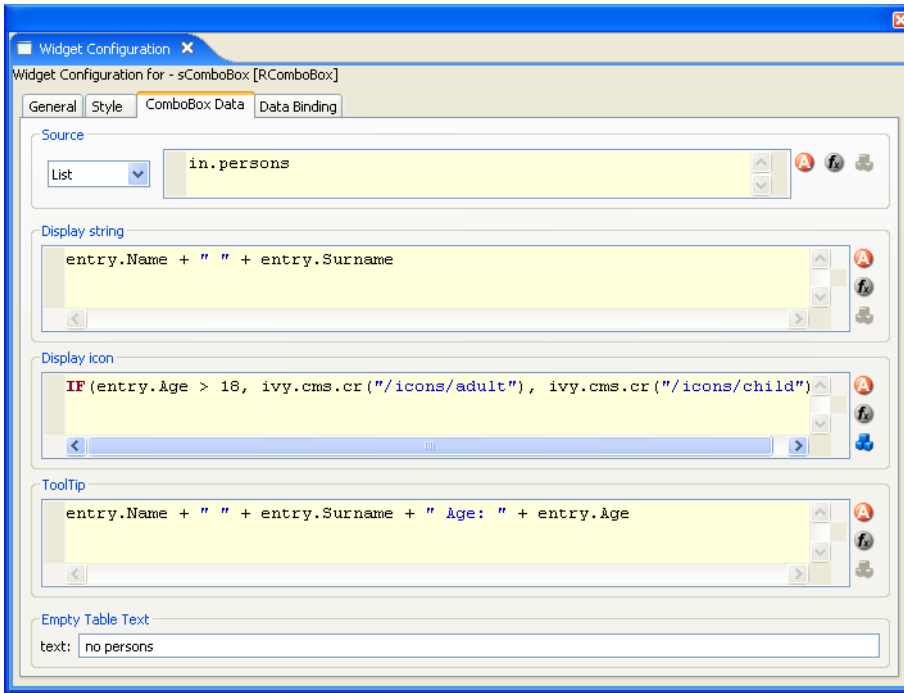 Widget Configuration
Widget Configuration for - sComboBox [RComboBox]
General Style ComboBox Data Data Binding
Source
List in.persons
Display string
entry.Name + " " + entry.Surname
Display icon
IF(entry.Age > 18, ivy.cms.cr("/icons/adult"), ivy.cms.cr("/icons/child")
ToolTip
entry.Name + " " + entry.Surname + " Age: " + entry.Age
Empty Table Text
text: no persons